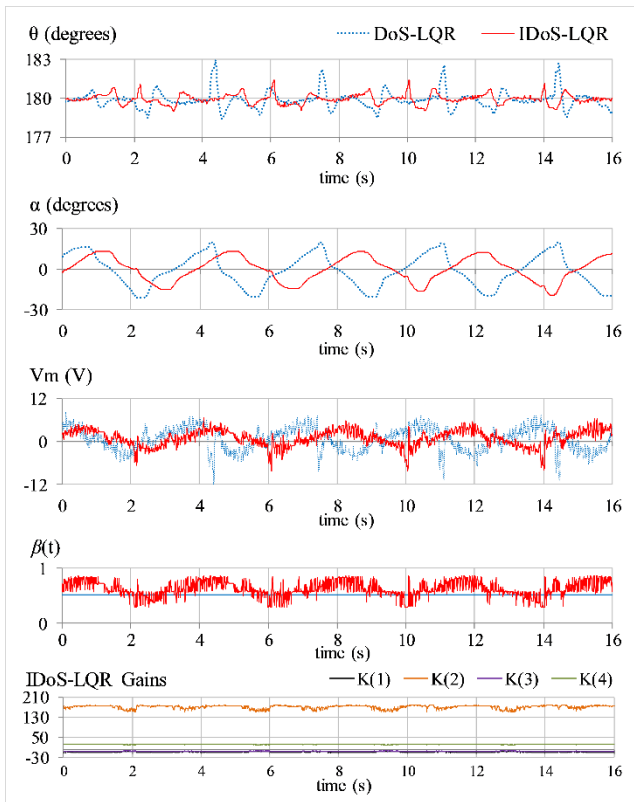 θ (degrees)
DoS-LQR IDoS-LQR
183
180
177
0 2 4 6 8 10 12 14 16
time (s)
α (degrees)
30
0
-30
0 2 4 6 8 10 12 14 16
time (s)
Vm (V)
12
0
-12
0 2 4 6 8 10 12 14 16
time (s)
β(t)
1
0
0 2 4 6 8 10 12 14 16
time (s)
IDoS-LQR Gains K(1) K(2) K(3) K(4)
210
130
50
-30
0 2 4 6 8 10 12 14 16
time (s)